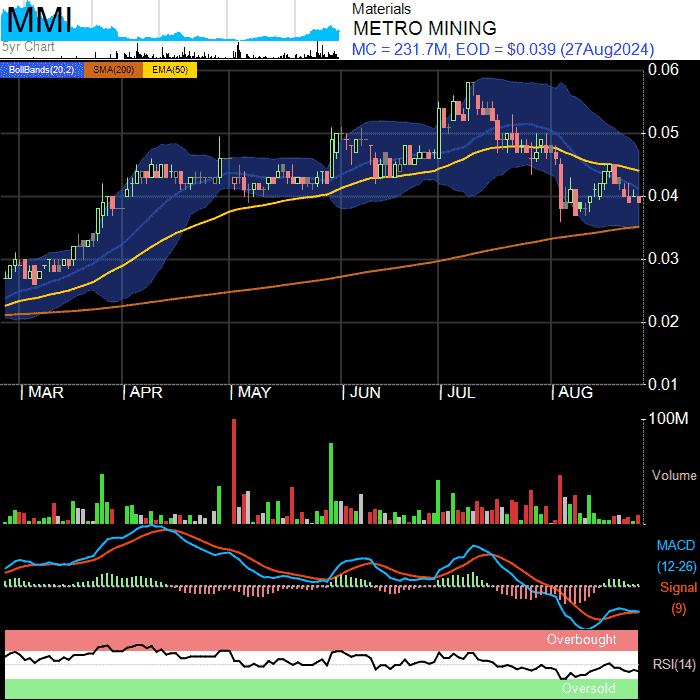 MMI
5yr Chart
Materials
METRO MINING
MC = 231.7M, EOD = $0.039 (27Aug2024)
BollBands(20,2) SMA(200) EMA(50)
0.06
0.05
0.04
0.03
0.02
0.01
MAR APR MAY JUN JUL AUG
100M
Volume
MACD
(12-26)
Signal
(9)
Overbought
RSI(14)
Oversold